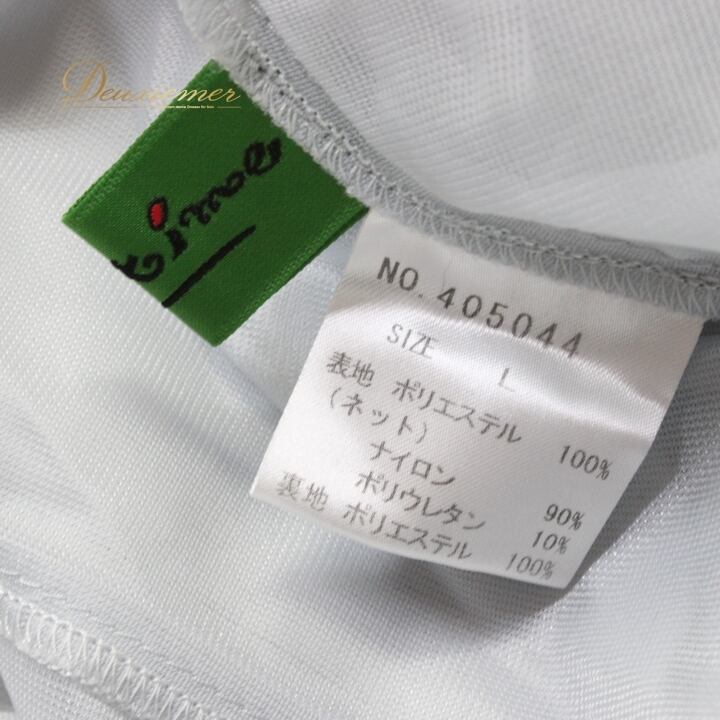 Deuxiemer
NO.405044
SIZE L
表地 ポリエステル 100%
(ネット)
ナイロン 90%
ポリウレタン 10%
裏地 ポリエステル 100%